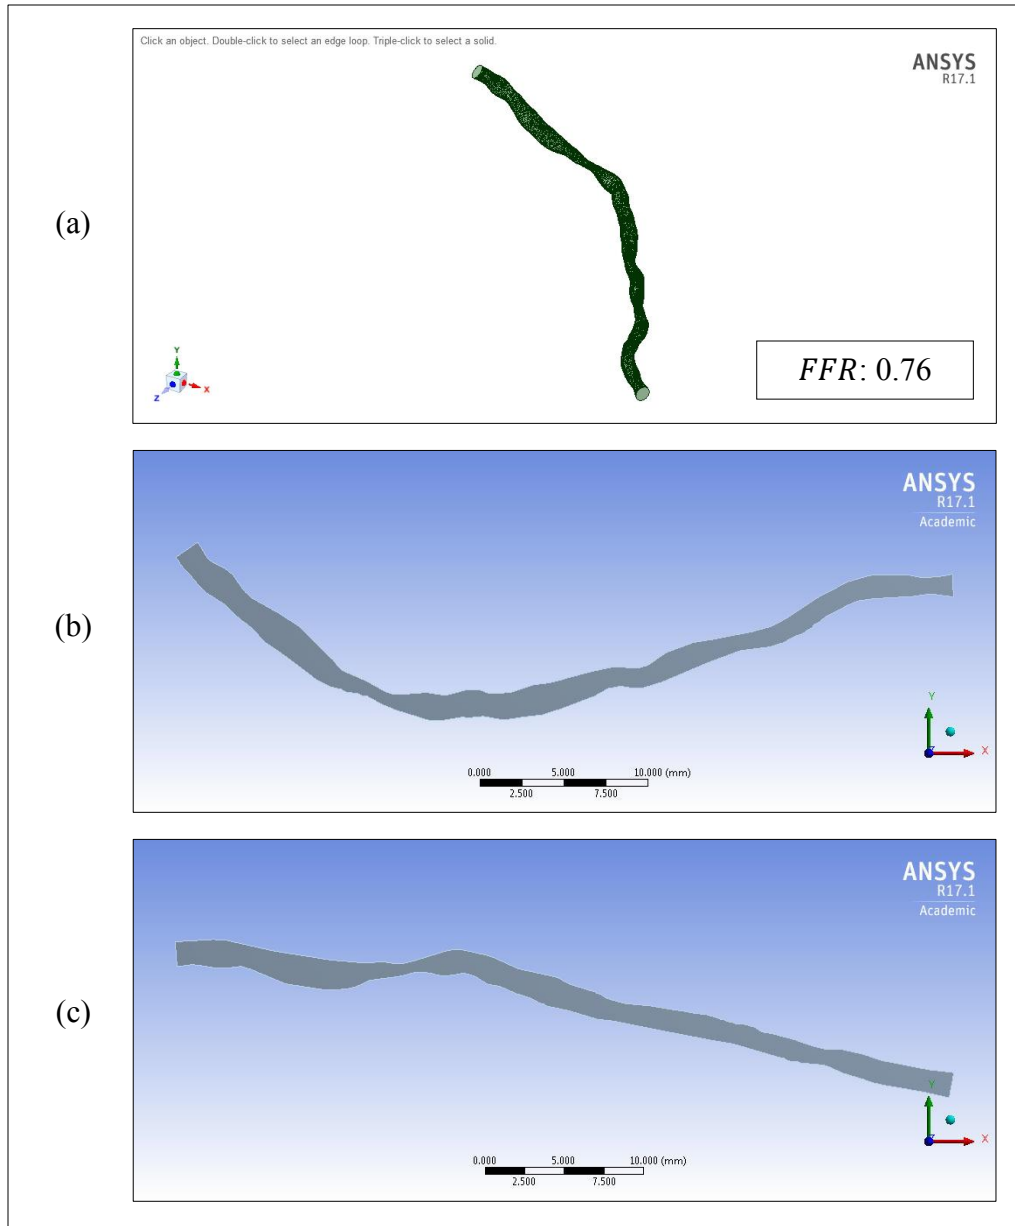 Click an object. Double-click to select an edge loop. Triple-click to select a solid.
ANSYS
R17.1
(a)
Y
X
Z
FFR: 0.76
ANSYS
R17.1
Academic
(b)
Y
X
Z
0.000 5.000 10.000 (mm)
2.500 7.500
ANSYS
R17.1
Academic
(c)
Y
X
Z
0.000 5.000 10.000 (mm)
2.500 7.500